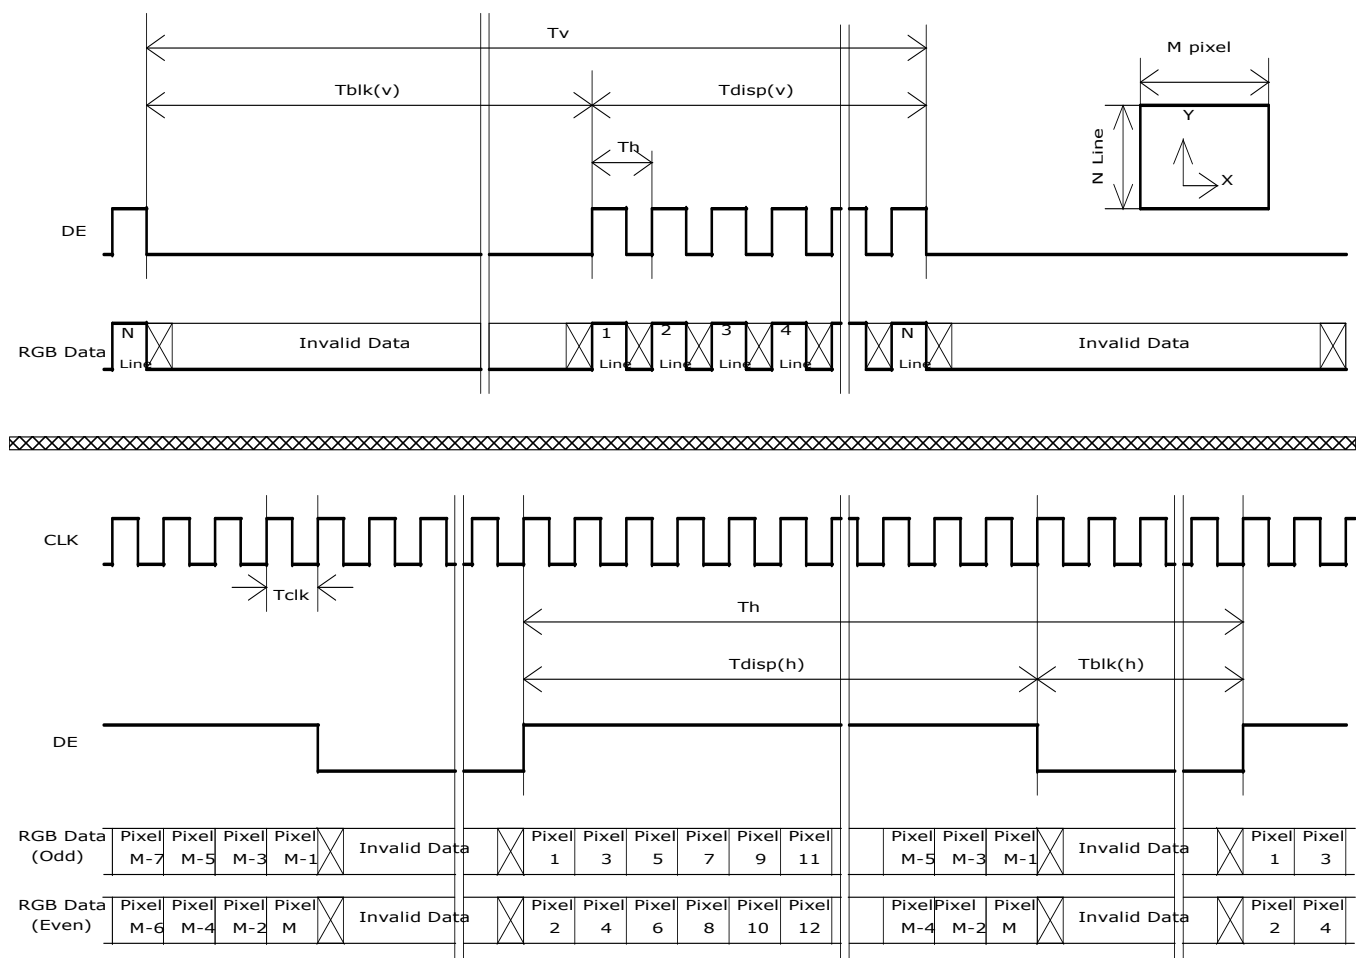 Tv
M pixel
Tblk(v)
Tdisp(v)
Y
N Line
Th
X
DE
N
1
2
3
4
N
RGB Data
Invalid Data
Invalid Data
Line
Line
Line
Line
Line
Line
CLK
Tclk
Th
Tdisp(h)
Tblk(h)
DE
RGB Data
(Odd)
Pixel Pixel Pixel Pixel
M-7 M-5 M-3 M-1
Invalid Data
Pixel Pixel Pixel Pixel Pixel Pixel
1 3 5 7 9 11
Pixel Pixel Pixel
M-5 M-3 M-1
Invalid Data
Pixel Pixel
1 3
RGB Data
(Even)
Pixel Pixel Pixel Pixel
M-6 M-4 M-2 M
Invalid Data
Pixel Pixel Pixel Pixel Pixel Pixel
2 4 6 8 10 12
Pixel Pixel Pixel
M-4 M-2 M
Invalid Data
Pixel Pixel
2 4